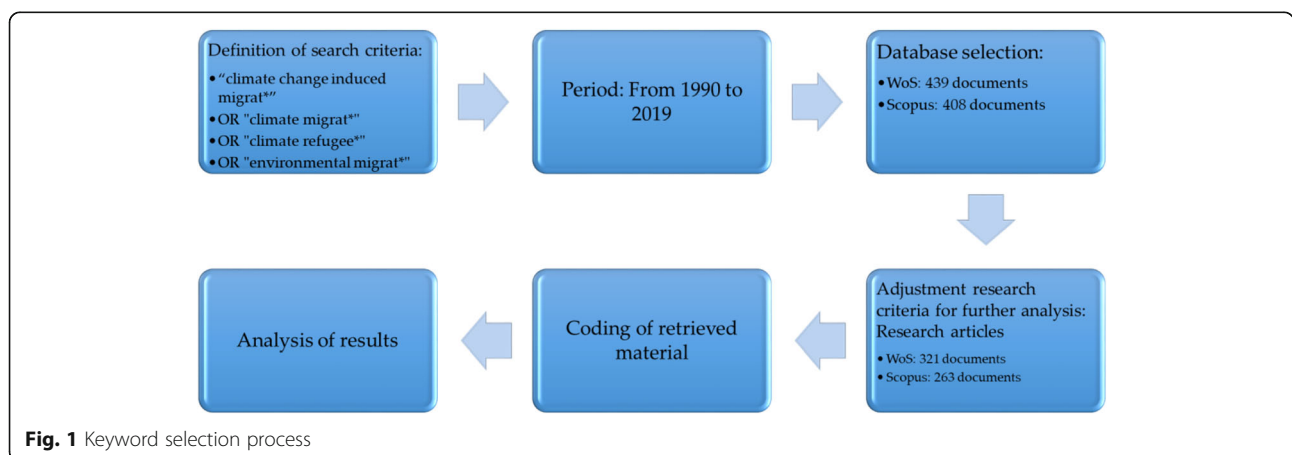 Definition of search criteria:
•“climate change induced
migrat*”
•OR "climate migrat*"
•OR "climate refugee*"
•OR "environmental migrat*"
Period: From 1990 to
2019
Database selection:
•WoS: 439 documents
•Scopus: 408 documents
Adjustment research
criteria for further analysis:
Research articles
•WoS: 321 documents
•Scopus: 263 documents
Coding of retrieved
material
Analysis of results
Fig. 1 Keyword selection process